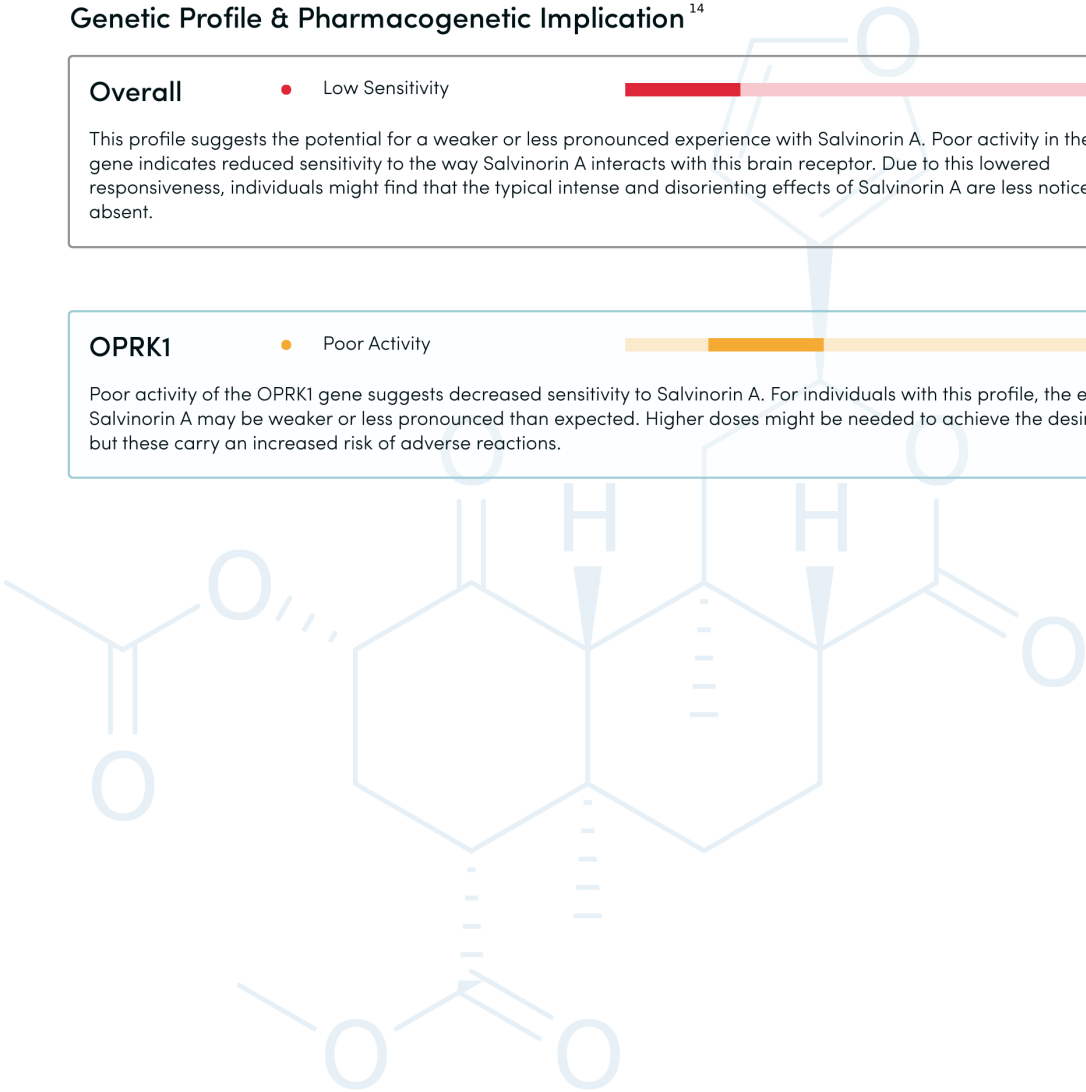 Genetic Profile & Pharmacogenetic Implication 14
Overall
Low Sensitivity
This profile suggests the potential for a weaker or less pronounced experience with Salvinorin A. Poor activity in the
gene indicates reduced sensitivity to the way Salvinorin A interacts with this brain receptor. Due to this lowered
responsiveness, individuals might find that the typical intense and disorienting effects of Salvinorin A are less
absent.
OPRK1
Poor Activity
Poor activity of the OPRK1 gene suggests decreased sensitivity to Salvinorin A. For individuals with this profile, the
Salvinorin A may be weaker or less pronounced than expected. Higher doses might be needed to achieve the
but these carry an increased risk of adverse reactions.
O
O
O
H
H
O
O
O
O
O
O